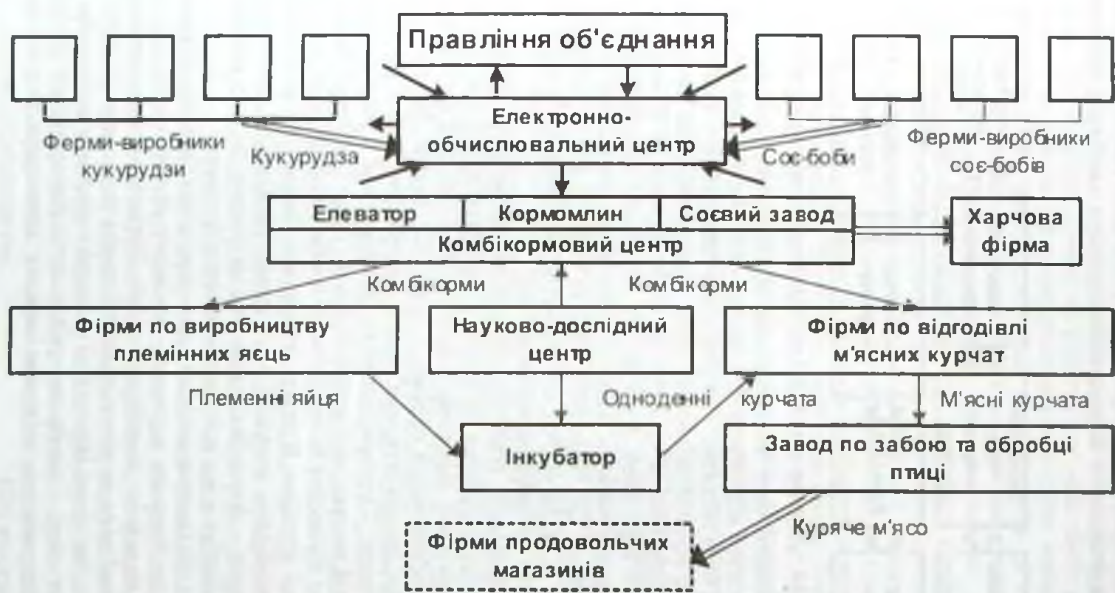 Правління об'єднання
Електронно-
обчислювальний центр
Ферми-виробники
кукурудзи
Кукурудза
Соє-боби
Ферми-виробники
соє-бобів
Елеватор
Кормомлин
Соєвий завод
Комбікормовий центр
Харчова
фірма
Комбікорми
Комбікорми
Фірми по виробництву
племінних яєць
Науково-дослідний
центр
Фірми по відгодівлі
м'ясних курчат
Племенні яйця
Одноденні курчата
М'ясні курчата
Інкубатор
Завод по забою та обробці
птиці
Куряче м'ясо
Фірми продовольчих
магазинів